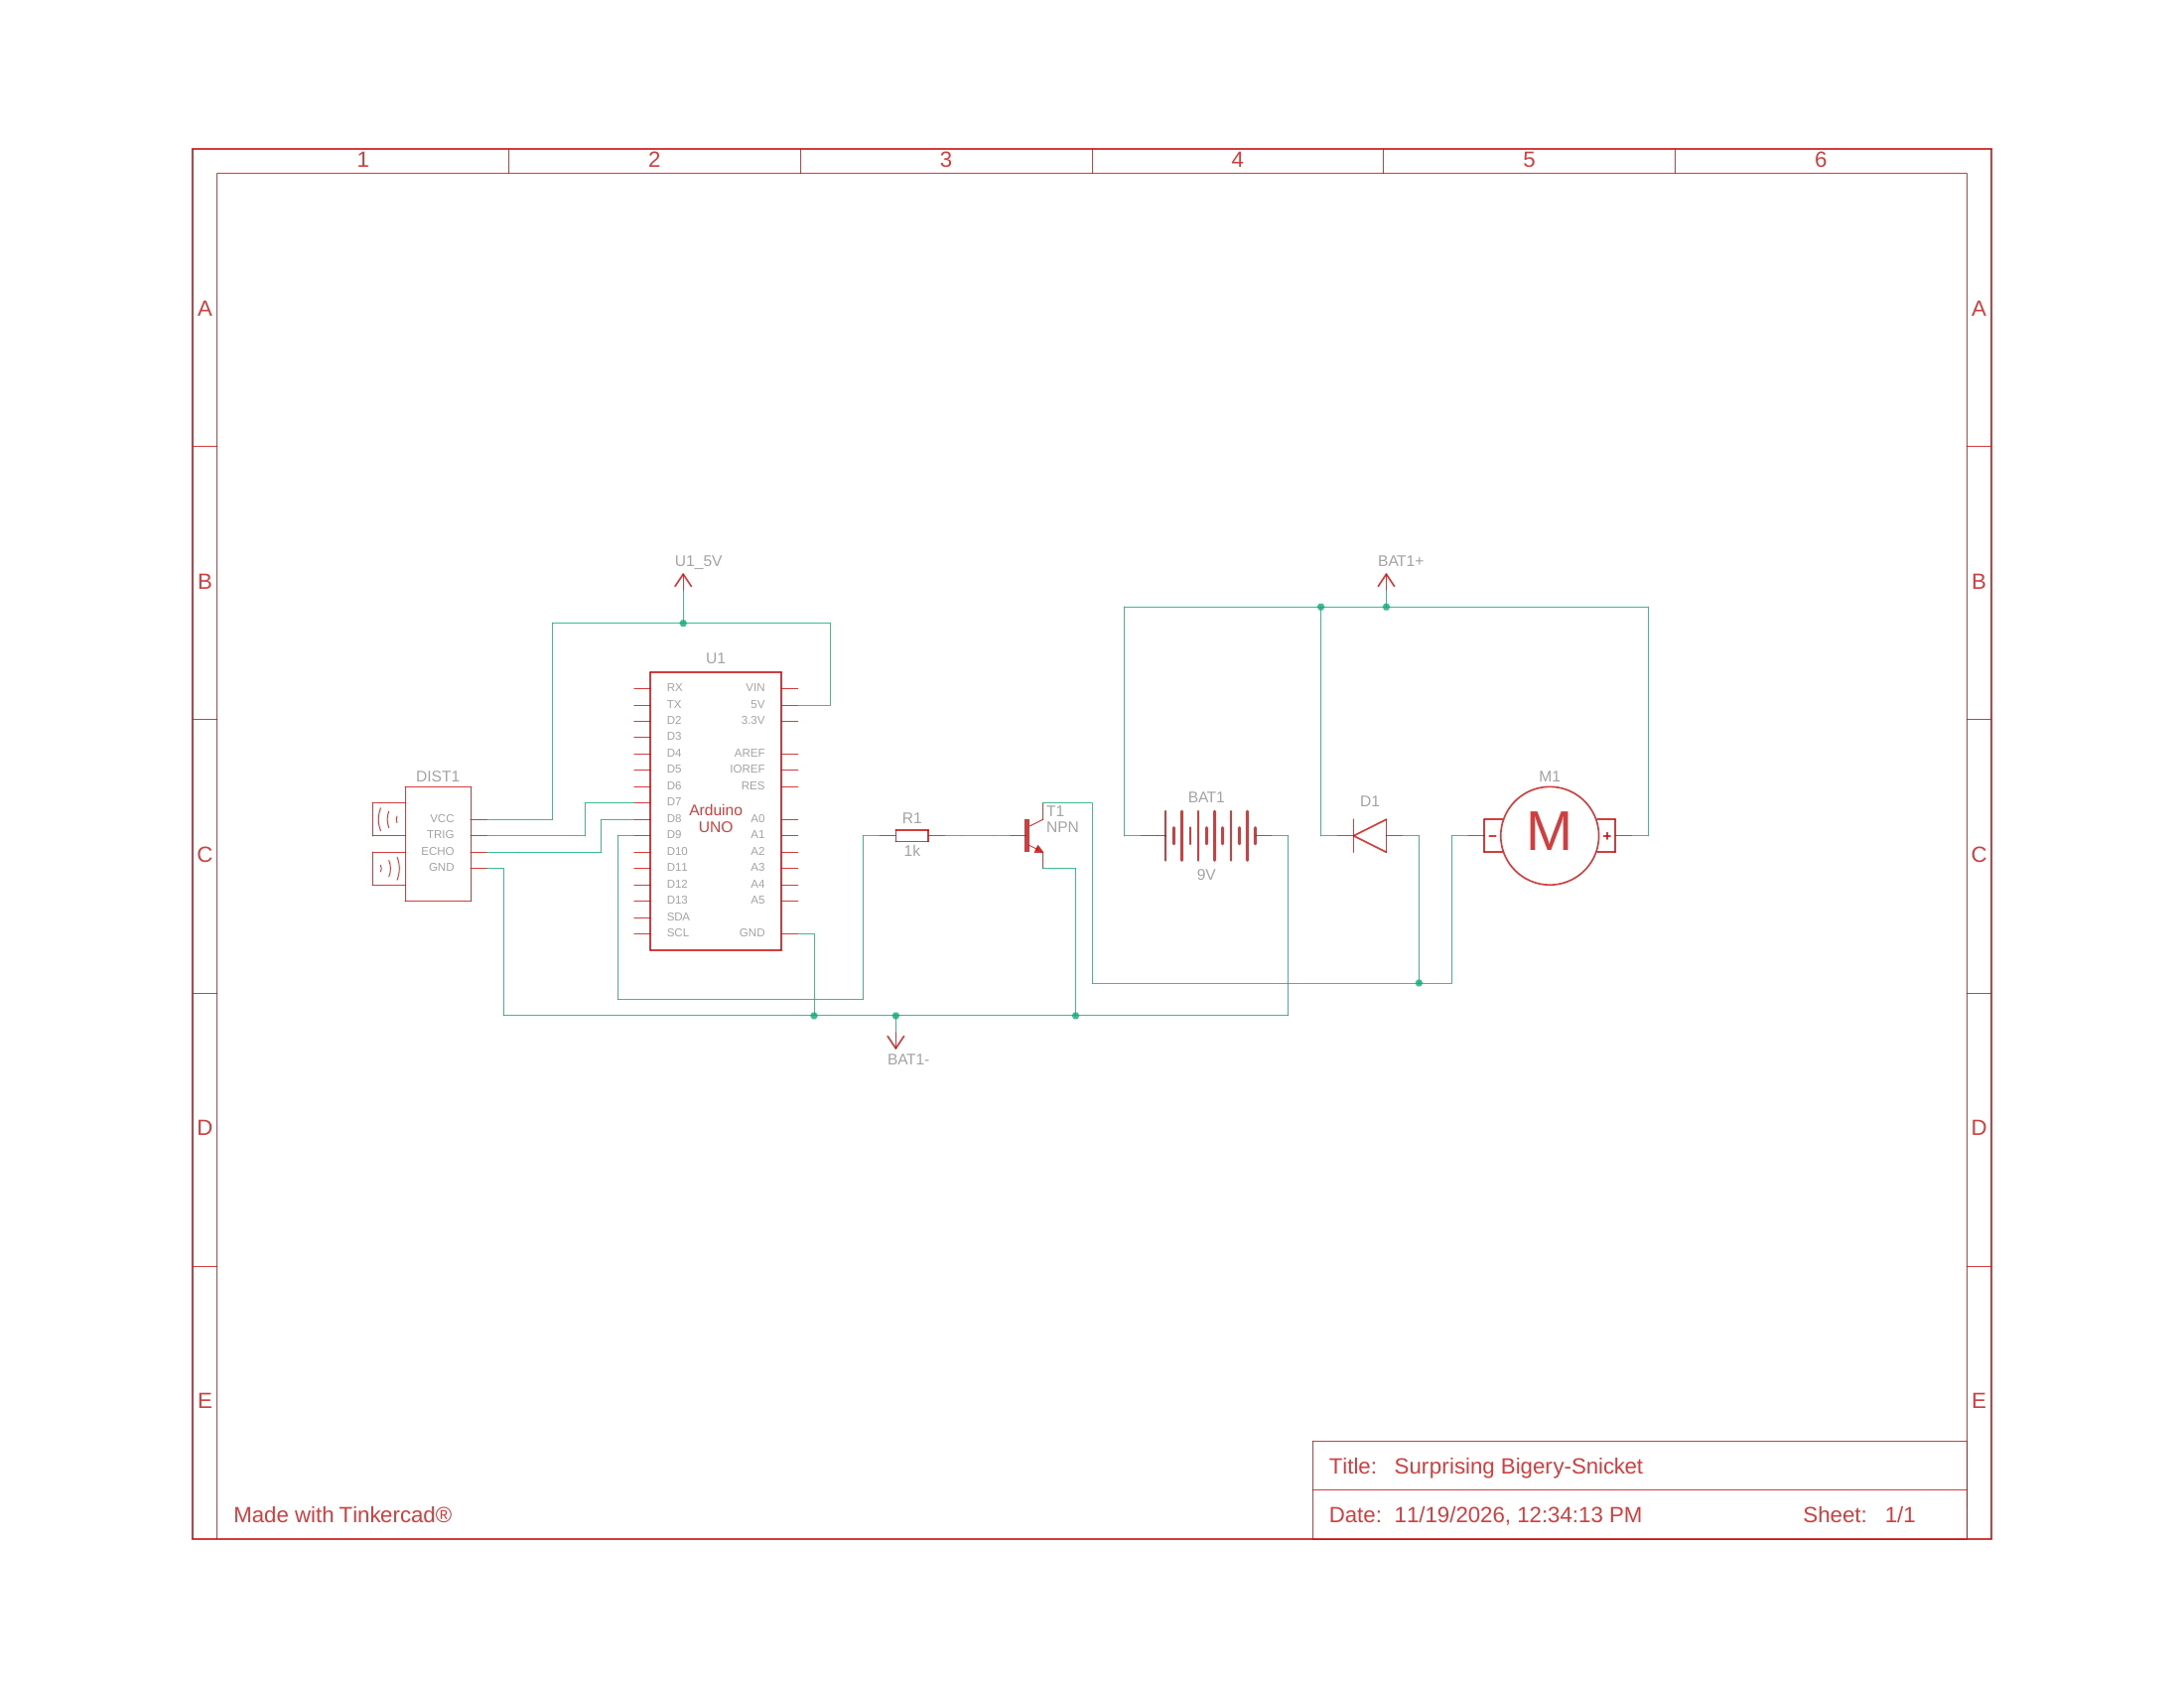 1 2 3 4 5 6
A A
B B
C C
D D
E E
U1_5V
BAT1+
U1
RX VIN
TX 5V
D2 3.3V
D3
D4 AREF
D5 IOREF
D6 RES
D7
D8 A0
D9 A1
D10 A2
D11 A3
D12 A4
D13 A5
SDA
SCL GND
Arduino
UNO
DIST1
VCC
TRIG
ECHO
GND
R1
1k
T1
NPN
BAT1
9V
D1
M1
- M +
BAT1-
Title: Surprising Bigery-Snicket
Date: 11/19/2026, 12:34:13 PM Sheet: 1/1
Made with Tinkercad®